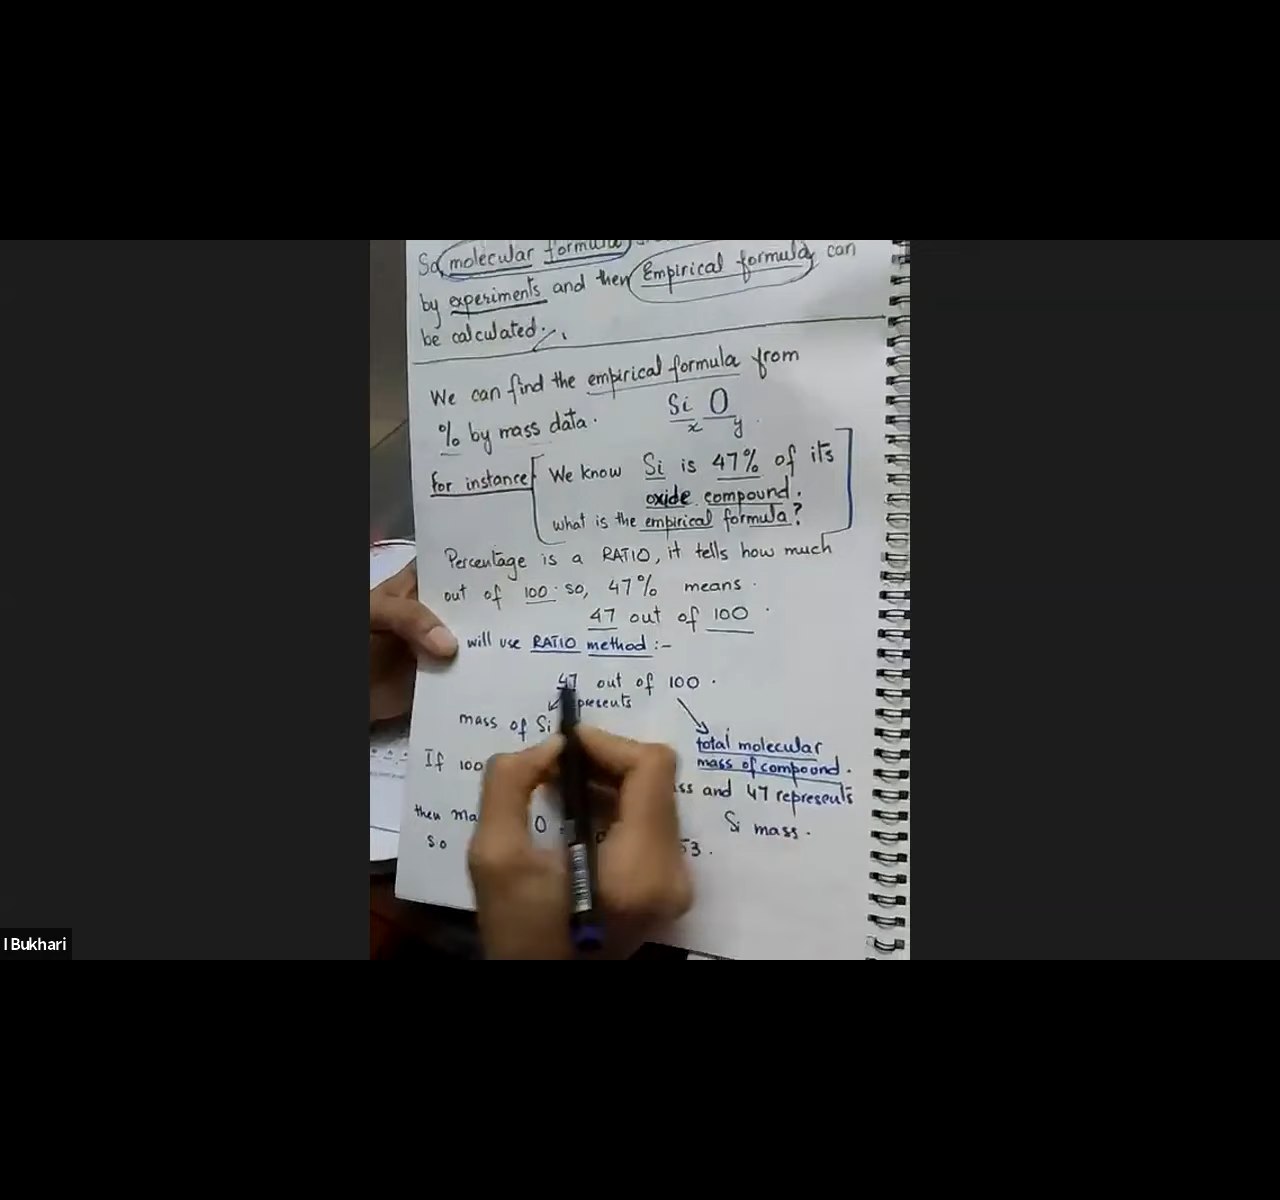 So, molecular formula
by experiments and then Empirical formula can
be calculated.
We can find the empirical formula from
% by mass data.
Si O
x y
For instance
We know Si is 47% of its
oxide compound.
what is the empirical formula?
Percentage is a RATIO, it tells how much
out of 100. so, 47% means
47 out of 100
will use RATIO method :-
47 out of 100.
mass of Si
total molecular
mass of compound.
If 100
and 47 represents
Si mass.
then
O
so
53.
I Bukhari